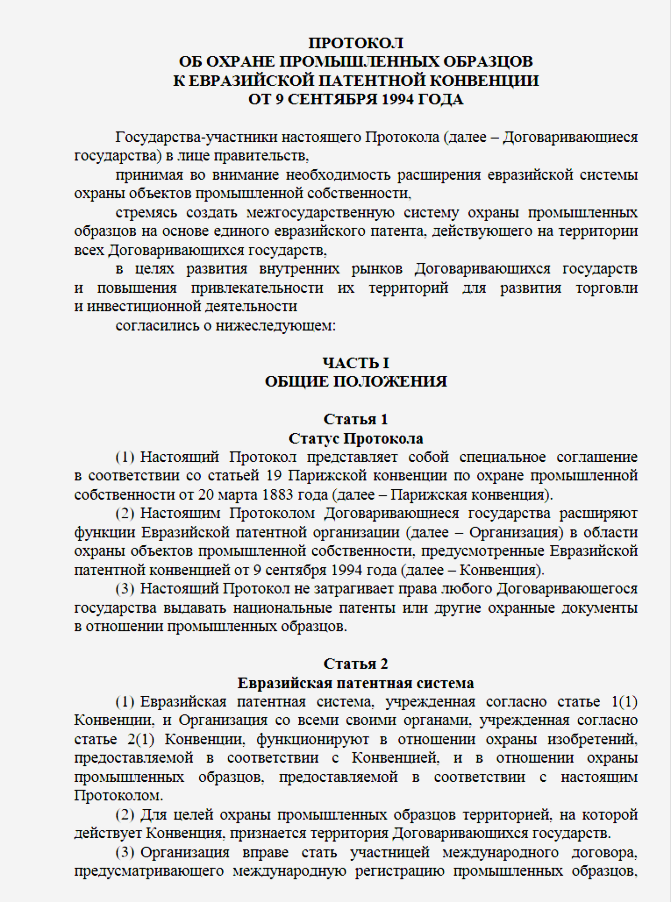 ПРОТОКОЛ
ОБ ОХРАНЕ ПРОМЫШЛЕННЫХ ОБРАЗЦОВ
К ЕВРАЗИЙСКОЙ ПАТЕНТНОЙ КОНВЕНЦИИ
ОТ 9 СЕНТЯБРЯ 1994 ГОДА
Государства-участники настоящего Протокола (далее – Договаривающиеся
государства) в лице правительств,
принимая во внимание необходимость расширения евразийской системы
охраны объектов промышленной собственности,
стремясь создать межгосударственную систему охраны промышленных
образцов на основе единого евразийского патента, действующего на территории
всех Договаривающихся государств,
в целях развития внутренних рынков Договаривающихся государств
и повышения привлекательности их территорий для развития торговли
и инвестиционной деятельности
согласились о нижеследующем:
ЧАСТЬ I
ОБЩИЕ ПОЛОЖЕНИЯ
Статья 1
Статус Протокола
(1) Настоящий Протокол представляет собой специальное соглашение
в соответствии со статьей 19 Парижской конвенции по охране промышленной
собственности от 20 марта 1883 года (далее – Парижская конвенция).
(2) Настоящим Протоколом Договаривающиеся государства расширяют
функции Евразийской патентной организации (далее – Организация) в области
охраны объектов промышленной собственности, предусмотренные Евразийской
патентной конвенцией от 9 сентября 1994 года (далее – Конвенция).
(3) Настоящий Протокол не затрагивает права любого Договаривающегося
государства выдавать национальные патенты или другие охранные документы
в отношении промышленных образцов.
Статья 2
Евразийская патентная система
(1) Евразийская патентная система, учрежденная согласно статье 1(1)
Конвенции, и Организация со всеми своими органами, учрежденная согласно
статье 2(1) Конвенции, функционируют в отношении охраны изобретений,
предоставляемой в соответствии с Конвенцией, и в отношении охраны
промышленных образцов, предоставляемой в соответствии с настоящим
Протоколом.
(2) Для целей охраны промышленных образцов территорией, на которой
действует Конвенция, признается территория Договаривающихся государств.
(3) Организация вправе стать участницей международного договора,
предусматривающего международную регистрацию промышленных образцов,